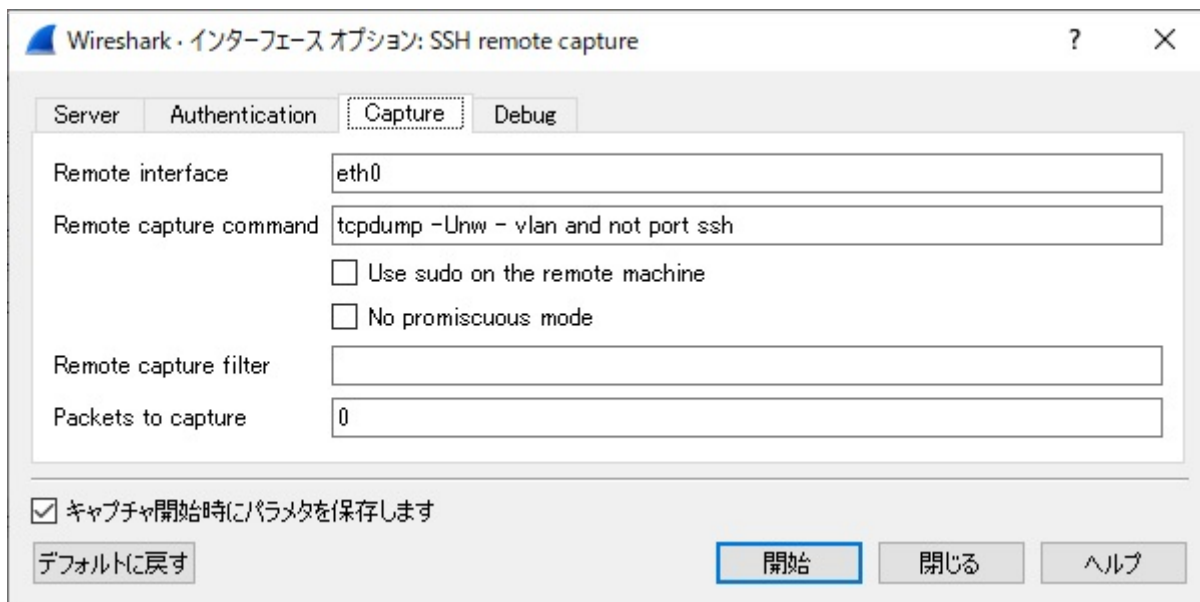 Wireshark · インターフェース オプション: SSH remote capture ? ×
Server Authentication Capture Debug
Remote interface eth0
Remote capture command tcpdump -Unw - vlan and not port ssh
Use sudo on the remote machine
No promiscuous mode
Remote capture filter
Packets to capture 0
キャプチャ開始時にパラメタを保存します
デフォルトに戻す 開始 閉じる ヘルプ